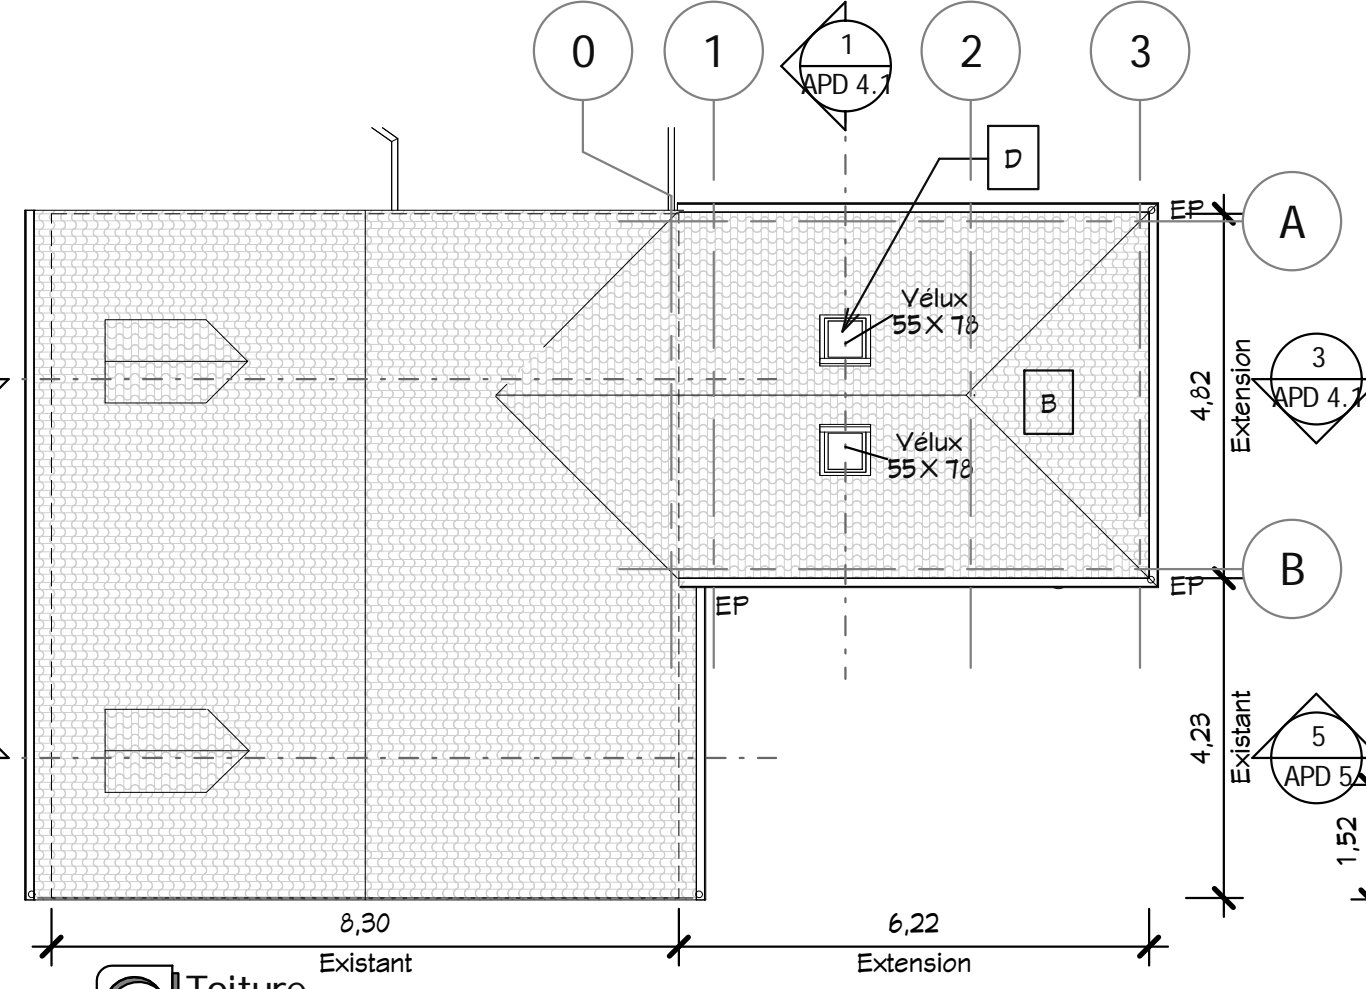 0
1
1
APD 4.1
2
3
D
EP
A
Vélux
55 X 78
3
APD 4.1
4,82
Extension
B
Vélux
55 X 78
B
EP
EP
4,23
Existant
5
APD 5.
1,52
8,30
Existant
6,22
Extension
Toiture